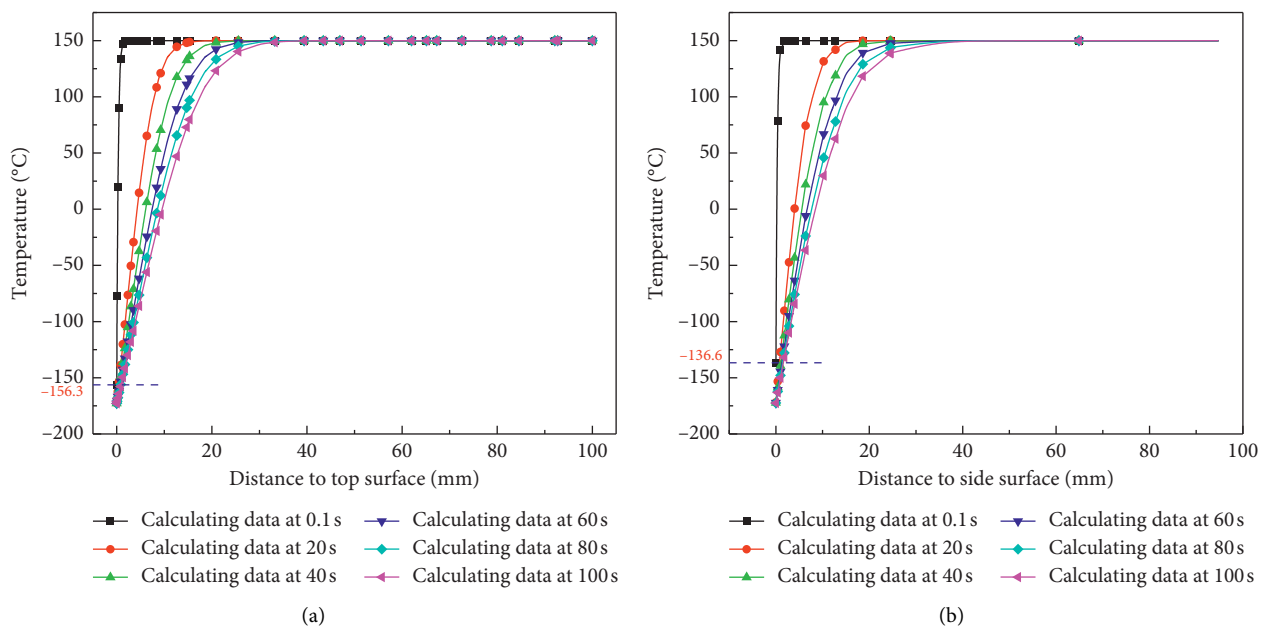 150
100
50
0
−50
−100
−150
−156.3
−200
Temperature (°C)
0 20 40 60 80 100
Distance to top surface (mm)
Calculating data at 0.1 s
Calculating data at 20 s
Calculating data at 40 s
Calculating data at 60 s
Calculating data at 80 s
Calculating data at 100 s
(a)
150
100
50
0
−50
−100
−136.6
−150
−200
Temperature (°C)
0 20 40 60 80 100
Distance to side surface (mm)
Calculating data at 0.1 s
Calculating data at 20 s
Calculating data at 40 s
Calculating data at 60 s
Calculating data at 80 s
Calculating data at 100 s
(b)